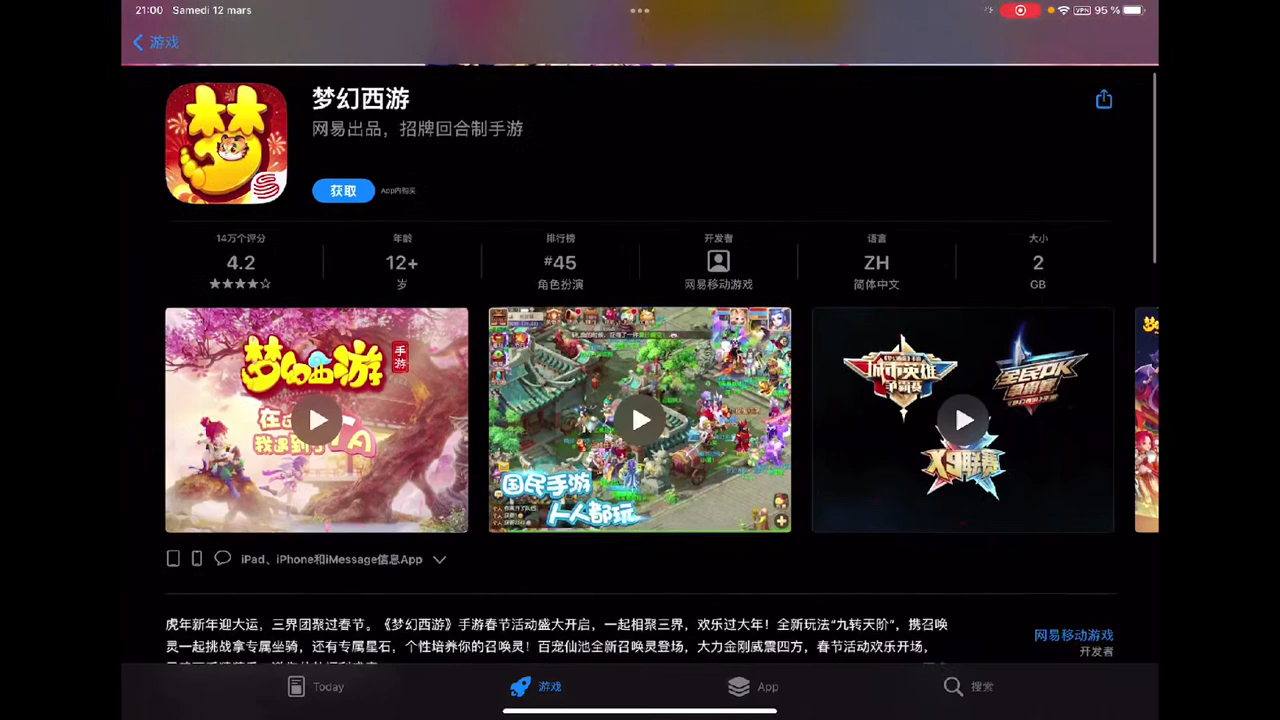 21:00 Samedi 12 mars
VPN 95 %
游戏
梦幻西游
网易出品，招牌回合制手游
获取 App内购买
14万个评分 年龄 排行榜 开发者 语言 大小
4.2 12+ #45 ZH 2
岁 角色扮演 网易移动游戏 简体中文 GB
梦幻西游 手游
国民手游
人人都玩
城市英雄
争霸赛
全民PK
争霸赛
X9联赛
iPad、iPhone和iMessage信息App
虎年新年迎大运，三界团聚过春节。《梦幻西游》手游春节活动盛大开启，一起相聚三界，欢乐过大年！全新玩法“九转天阶”，携召唤
灵一起挑战拿专属坐骑，还有专属星石，个性培养你的召唤灵！百宠仙池全新召唤灵登场，大力金刚威震四方，春节活动欢乐开场，
网易移动游戏
开发者
Today 游戏 App 搜索